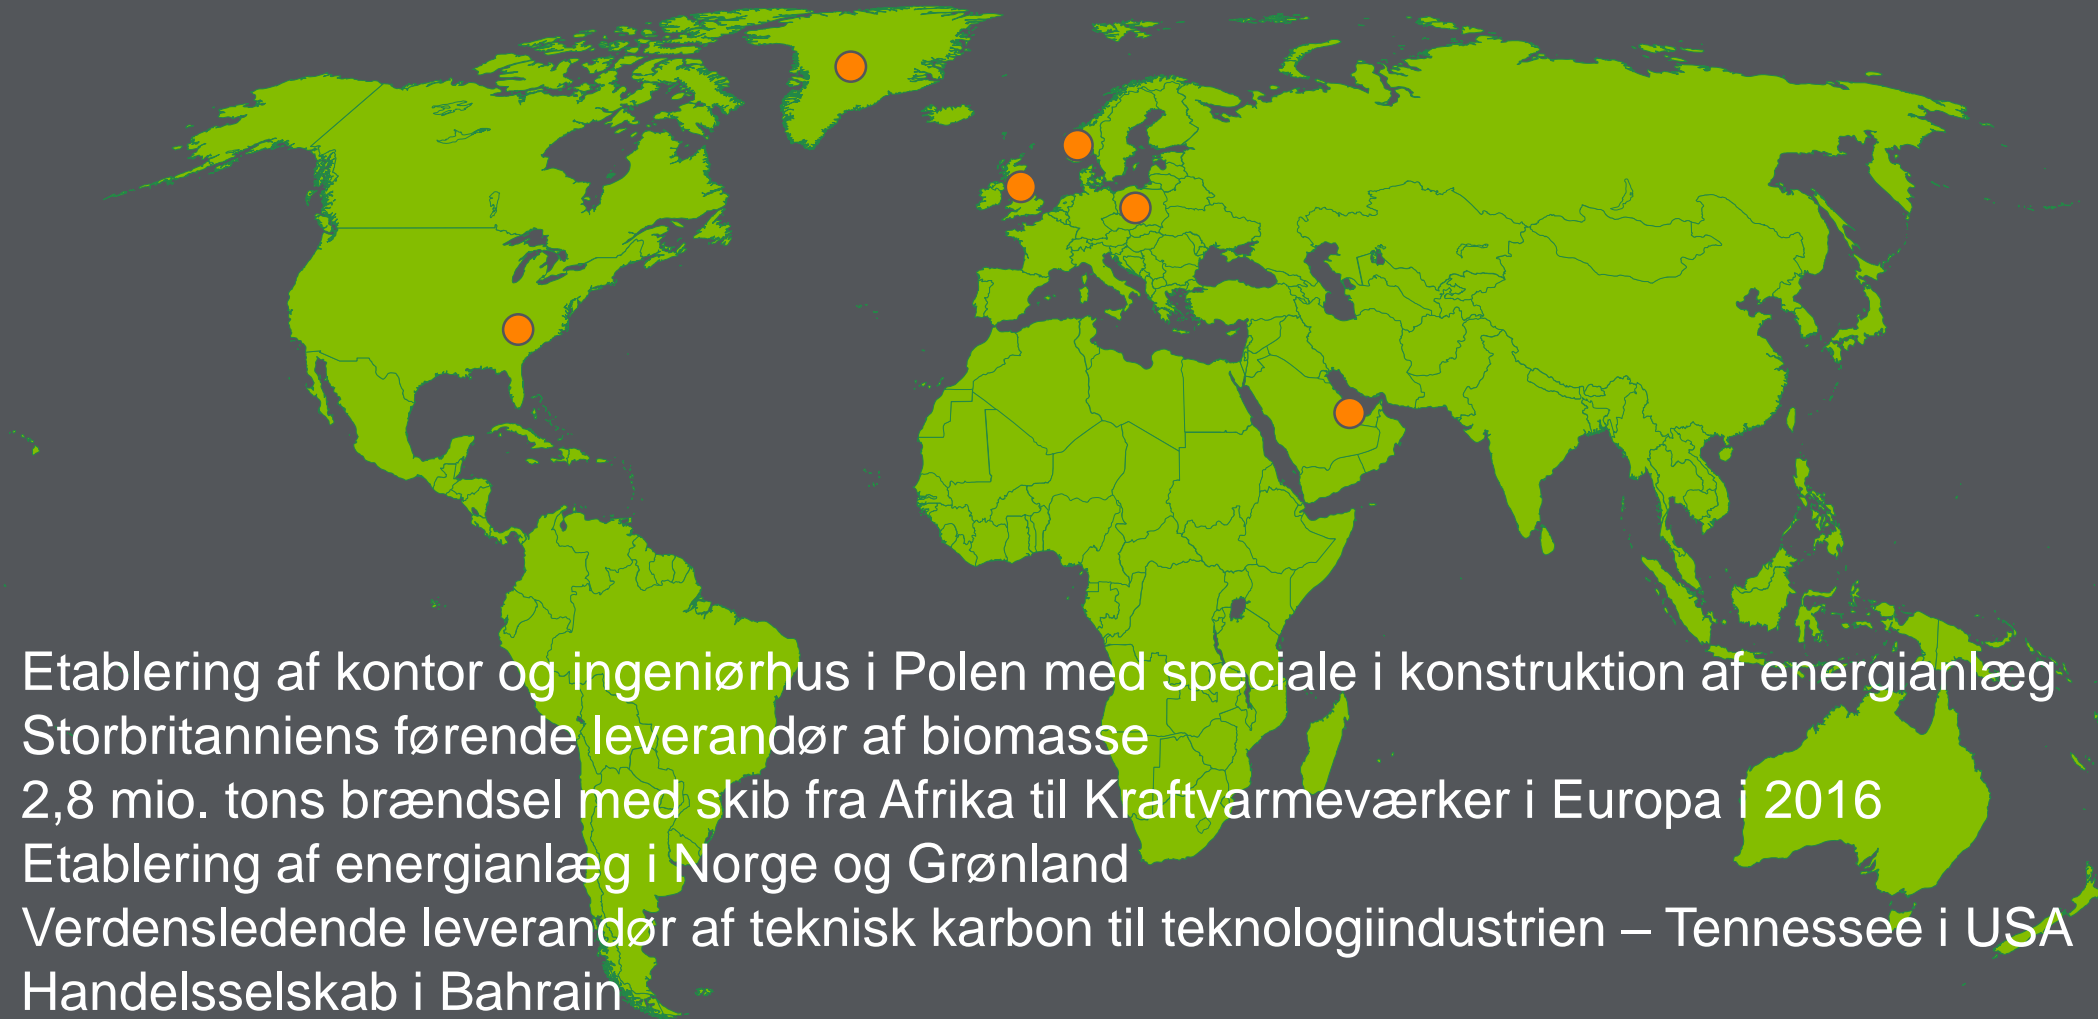 Etablering af kontor og ingeniørhus i Polen med speciale i konstruktion af energianlæg
Storbritanniens førende leverandør af biomasse
2,8 mio. tons brændsel med skib fra Afrika til Kraftvarmeværker i Europa i 2016
Etablering af energianlæg i Norge og Grønland
Verdensledende leverandør af teknisk karbon til teknologiindustrien – Tennessee i USA
Handelsselskab i Bahrain